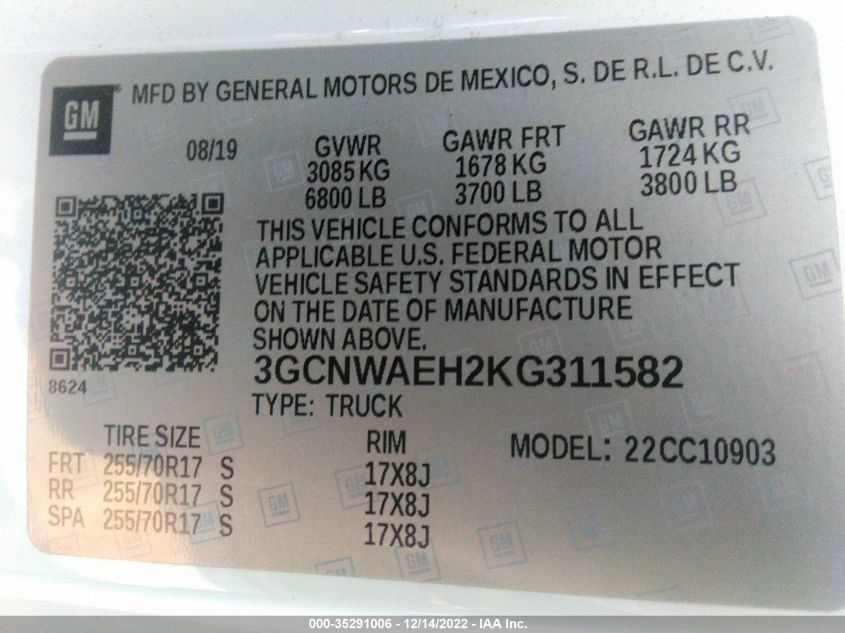 GM
MFD BY GENERAL MOTORS DE MEXICO, S. DE R.L. DE C.V.
08/19 GVWR GAWR FRT GAWR RR
3085 KG 1678 KG 1724 KG
6800 LB 3700 LB 3800 LB
THIS VEHICLE CONFORMS TO ALL
APPLICABLE U.S. FEDERAL MOTOR
VEHICLE SAFETY STANDARDS IN EFFECT
ON THE DATE OF MANUFACTURE
SHOWN ABOVE.
8624
3GCNWAEH2KG311582
TYPE: TRUCK
TIRE SIZE RIM MODEL: 22CC10903
FRT 255/70R17 S 17X8J
RR 255/70R17 S 17X8J
SPA 255/70R17 S 17X8J
000-35291006 - 12/14/2022 - IAA Inc.